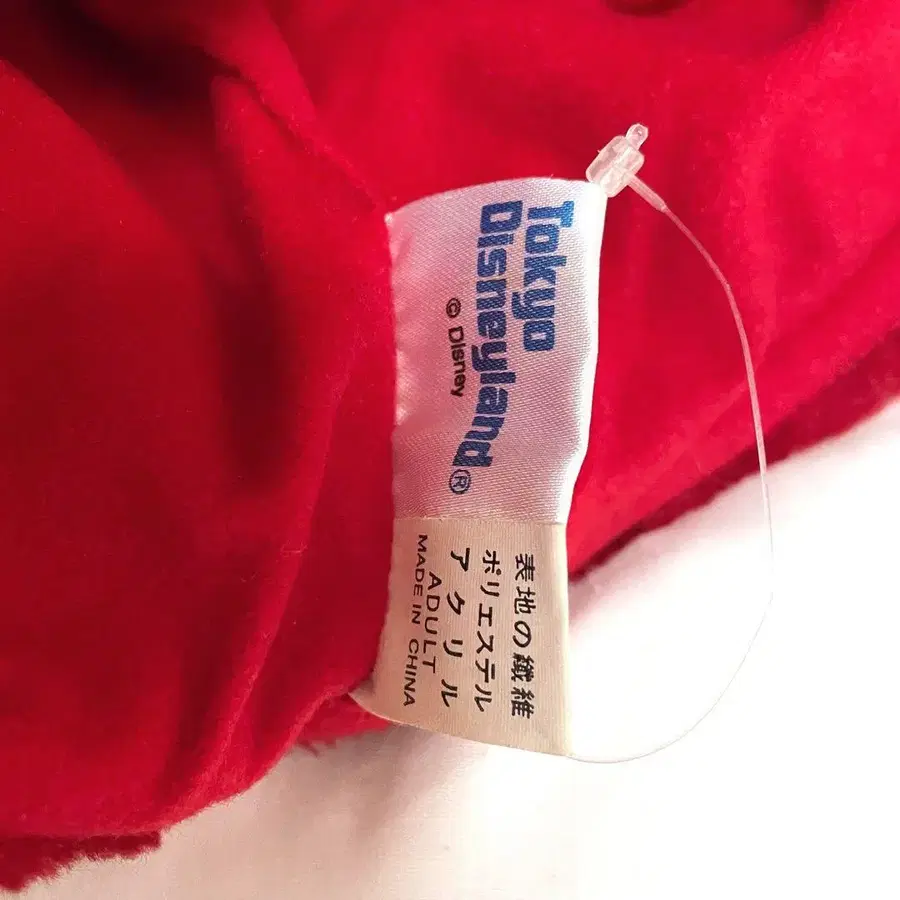 Tokyo
Disneyland®
© Disney
表地の繊維
ポリエステル
アクリル
ADULT
MADE IN CHINA